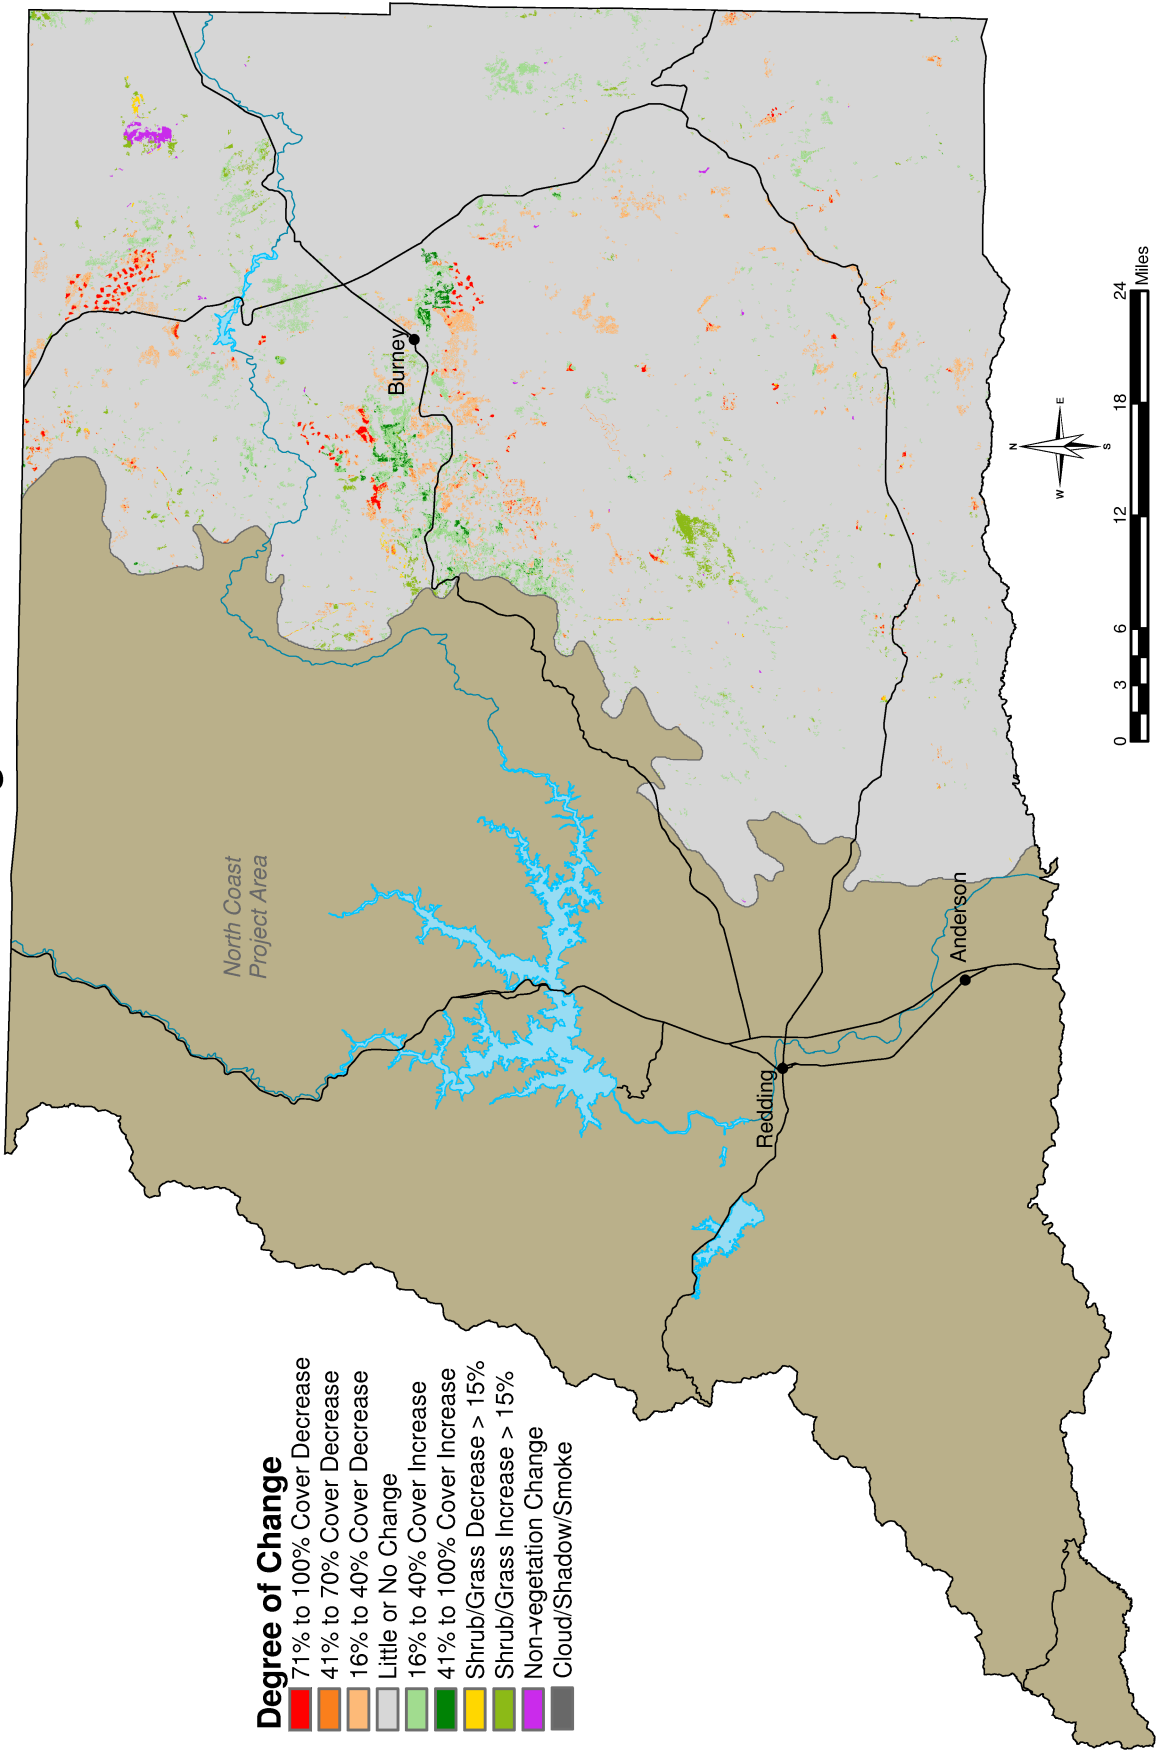 Degree of Change
71% to 100% Cover Decrease
41% to 70% Cover Decrease
16% to 40% Cover Decrease
Little or No Change
16% to 40% Cover Increase
41% to 100% Cover Increase
Shrub/Grass Decrease > 15%
Shrub/Grass Increase > 15%
Non-vegetation Change
Cloud/Shadow/Smoke
North Coast
Project Area
Burney
Redding
Anderson
N
W
E
S
0 3 6 12 18 24
Miles